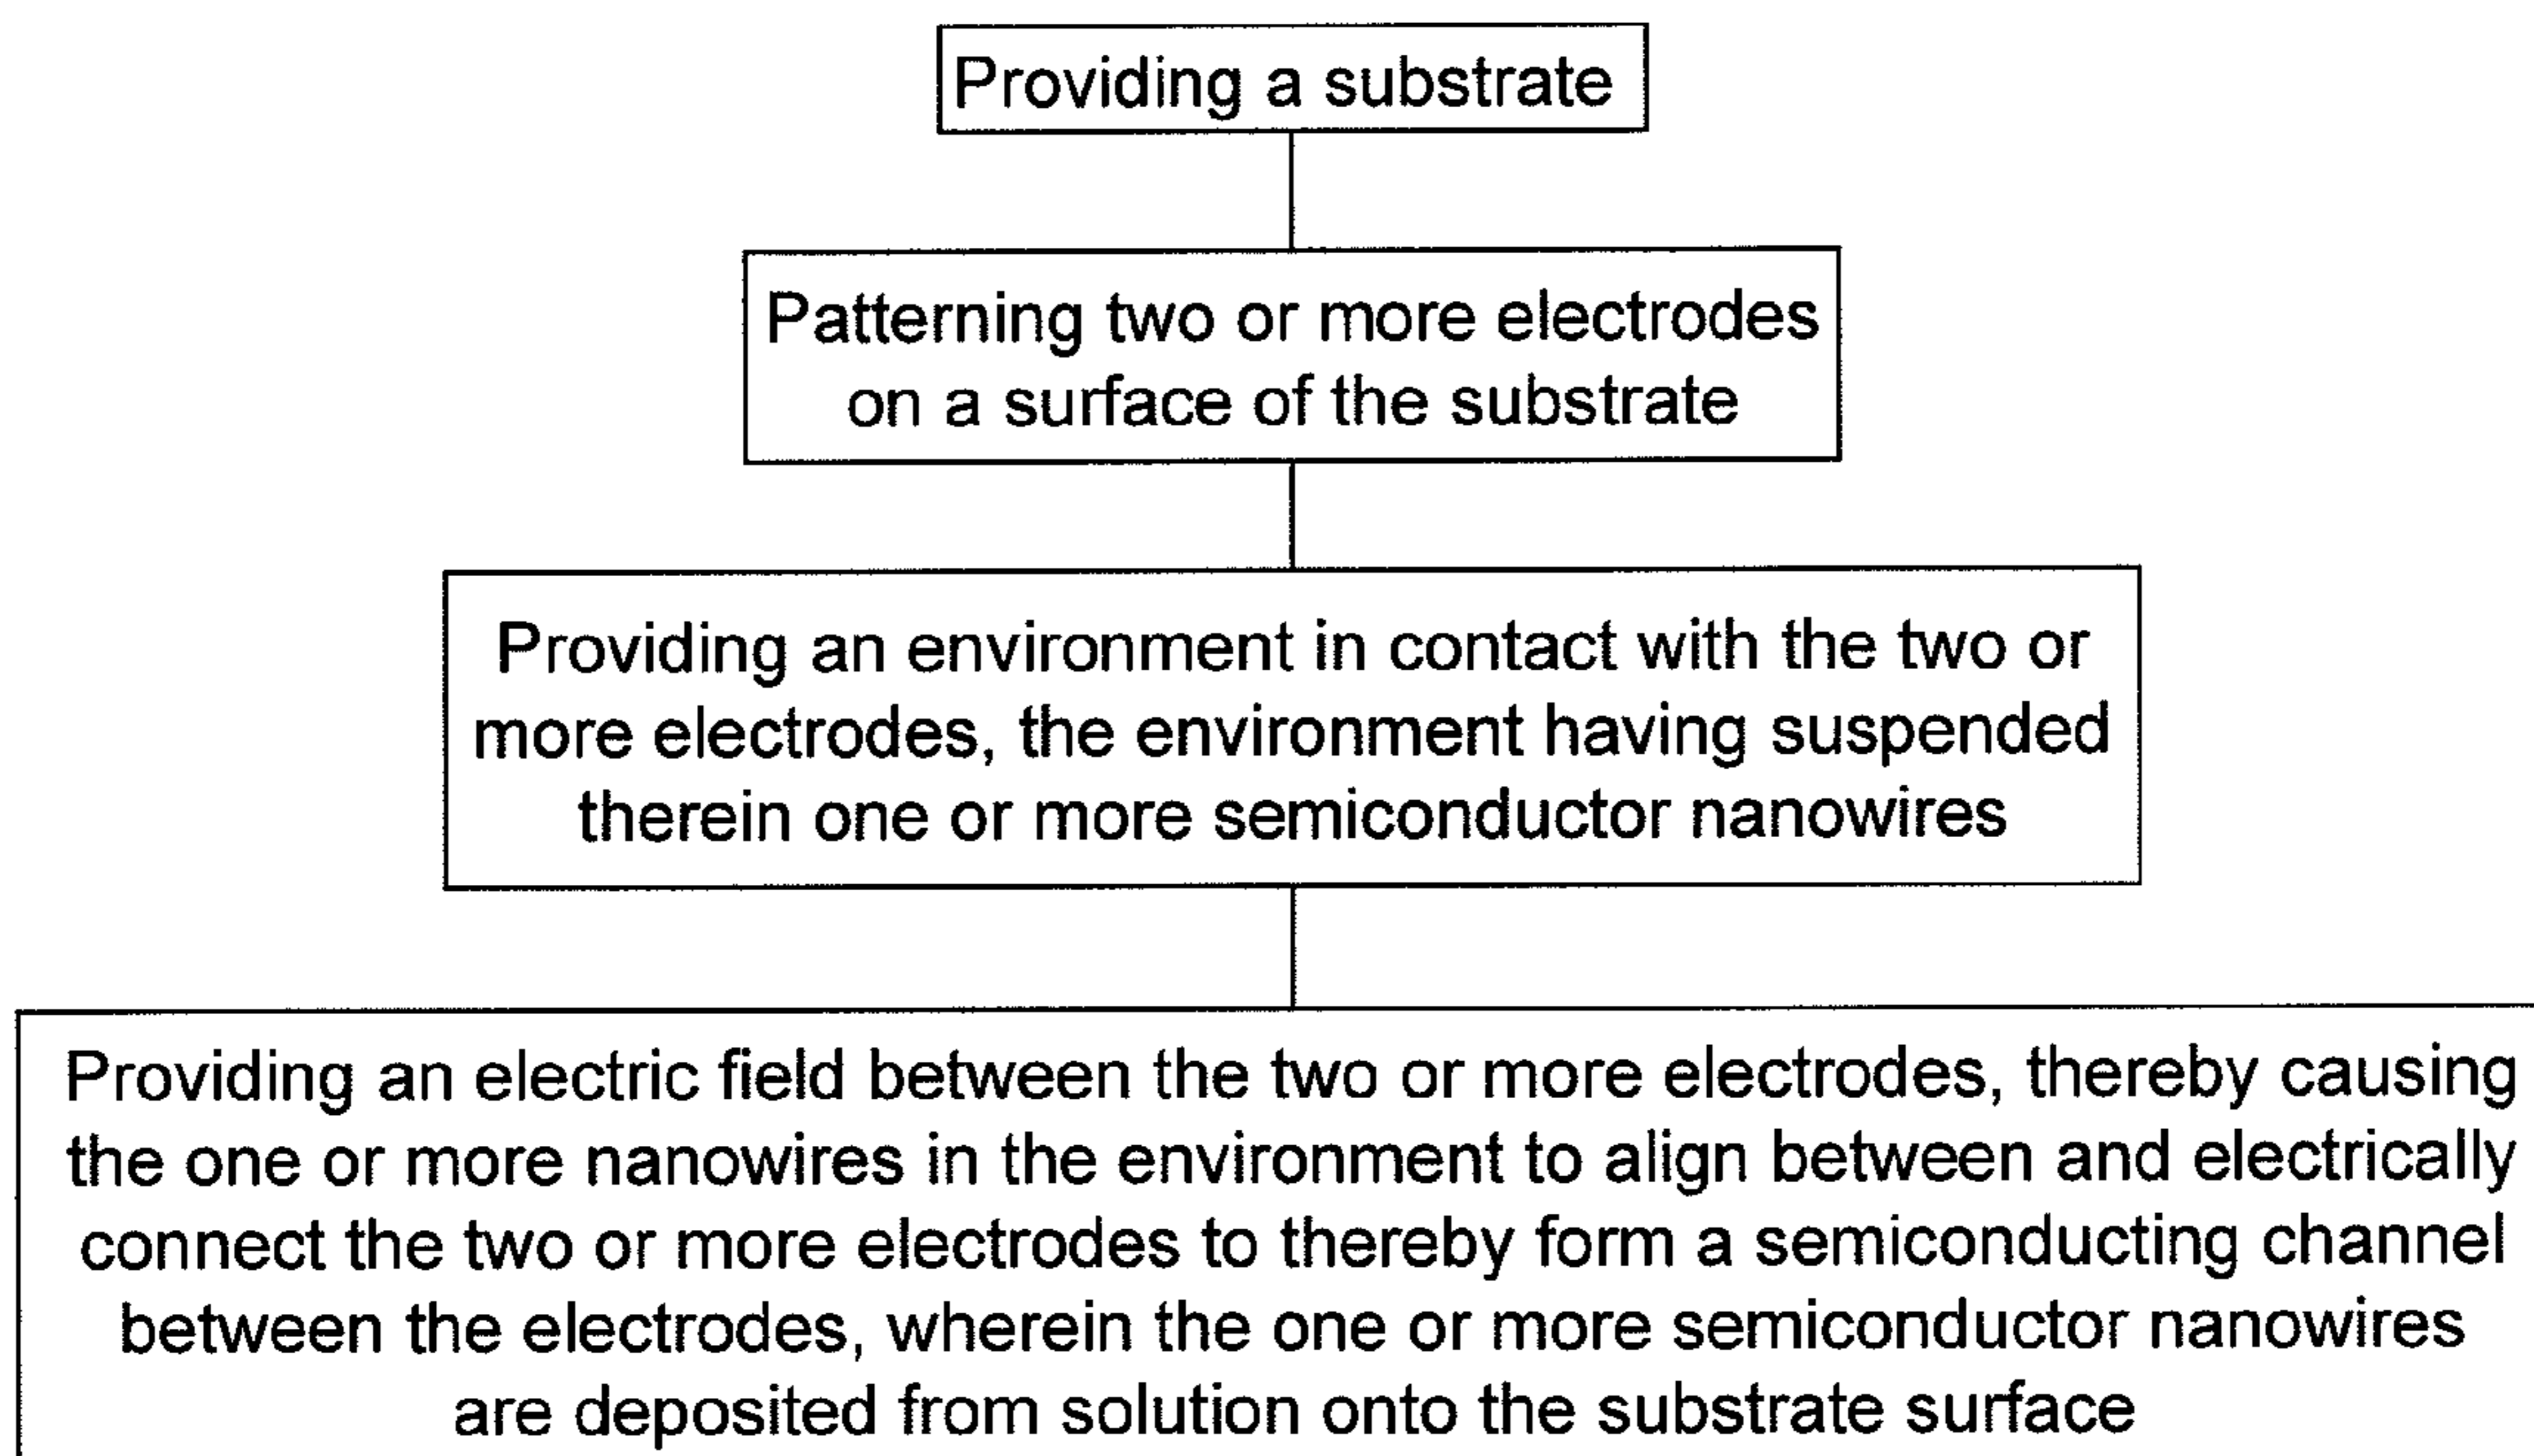 Providing a substrate
Patterning two or more electrodes
on a surface of the substrate
Providing an environment in contact with the two or
more electrodes, the environment having suspended
therein one or more semiconductor nanowires
Providing an electric field between the two or more electrodes, thereby causing
the one or more nanowires in the environment to align between and electrically
connect the two or more electrodes to thereby form a semiconducting channel
between the electrodes, wherein the one or more semiconductor nanowires
are deposited from solution onto the substrate surface